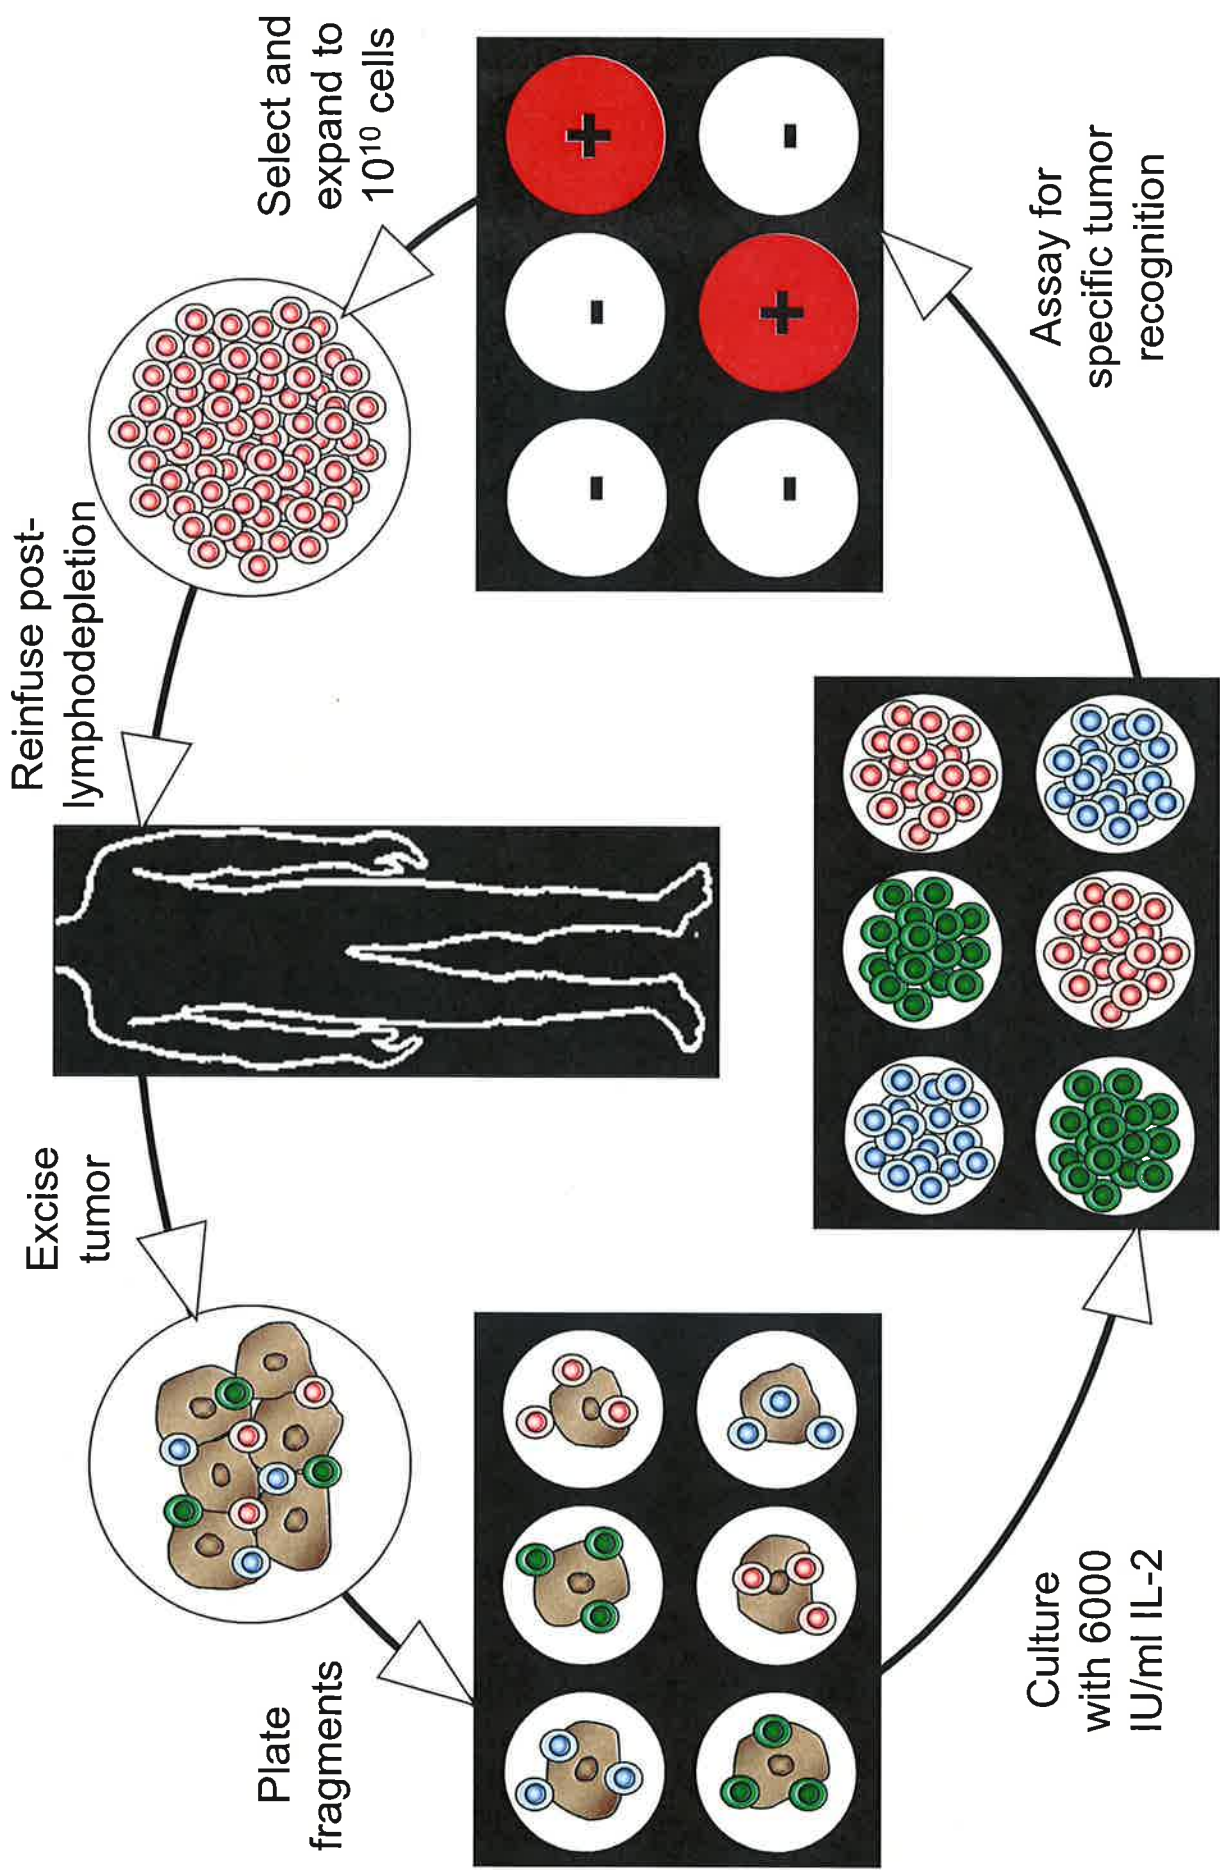 Excise
tumor
Plate
fragments
Culture
with 6000
IU/ml IL-2
Assay for
specific tumor
recognition
+
-
-
-
+
-
Select and
expand to
10¹⁰ cells
Reinfuse post-
lymphodepletion